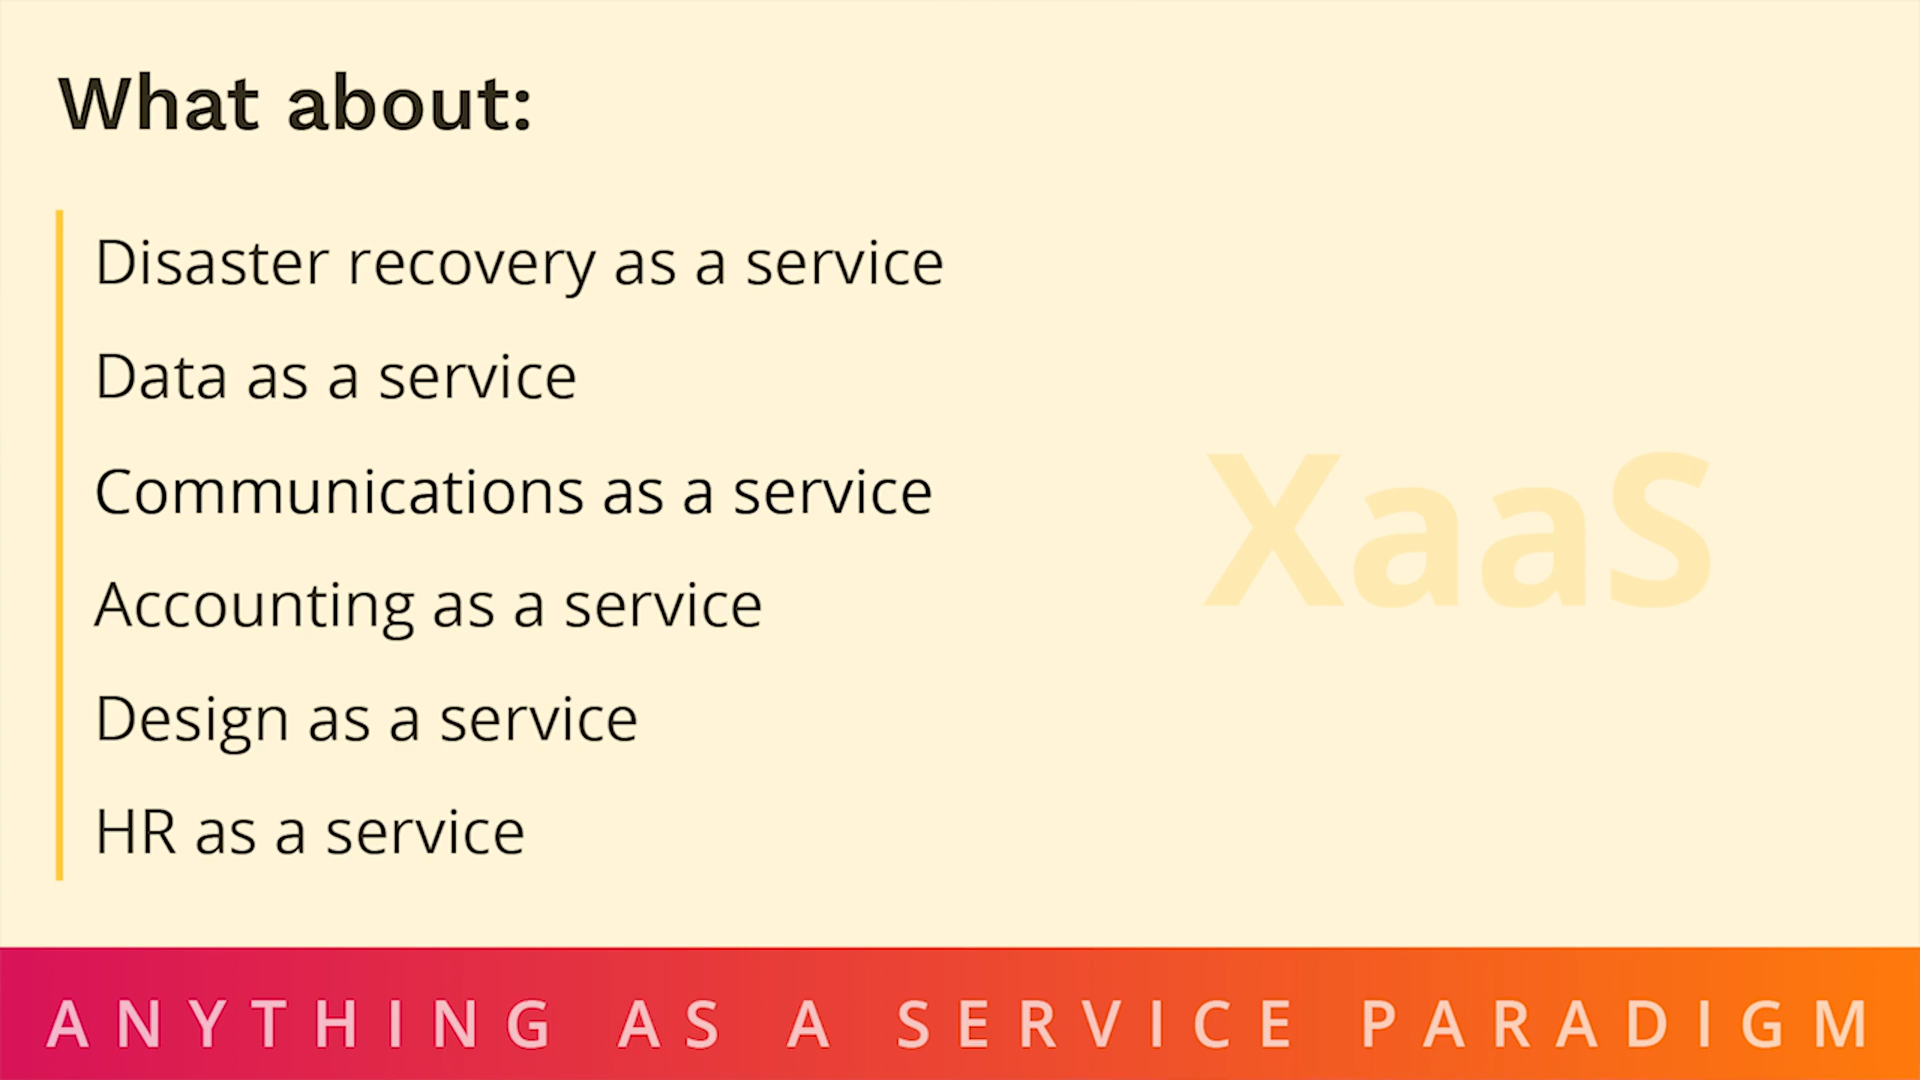 What about:
Disaster recovery as a service
Data as a service
Communications as a service
Accounting as a service
Design as a service
HR as a service
XaaS
ANYTHING AS A SERVICE PARADIGM